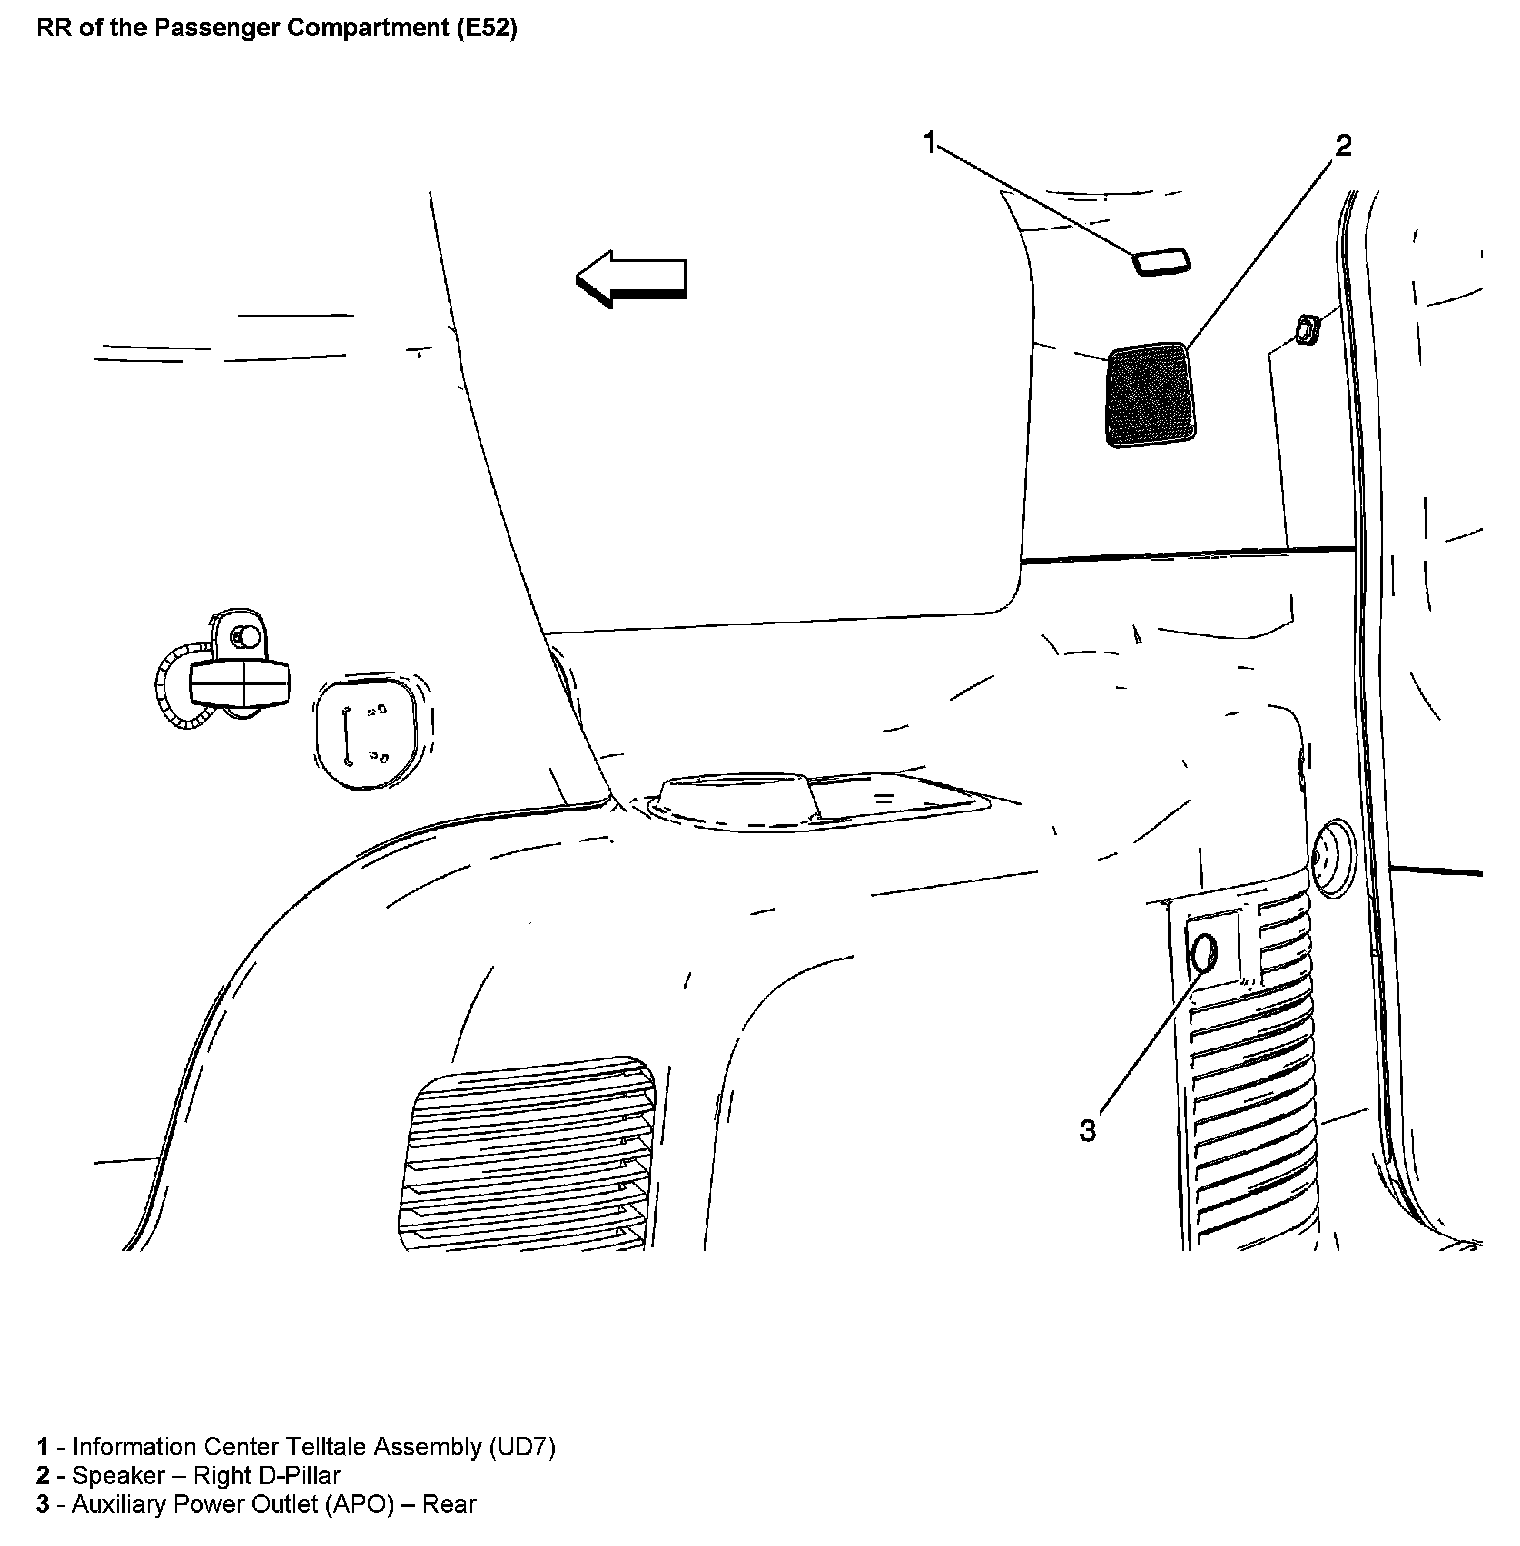 RR of the Passenger Compartment (E52)
1
2
3
1 - Information Center Telltale Assembly (UD7)
2 - Speaker – Right D-Pillar
3 - Auxiliary Power Outlet (APO) – Rear